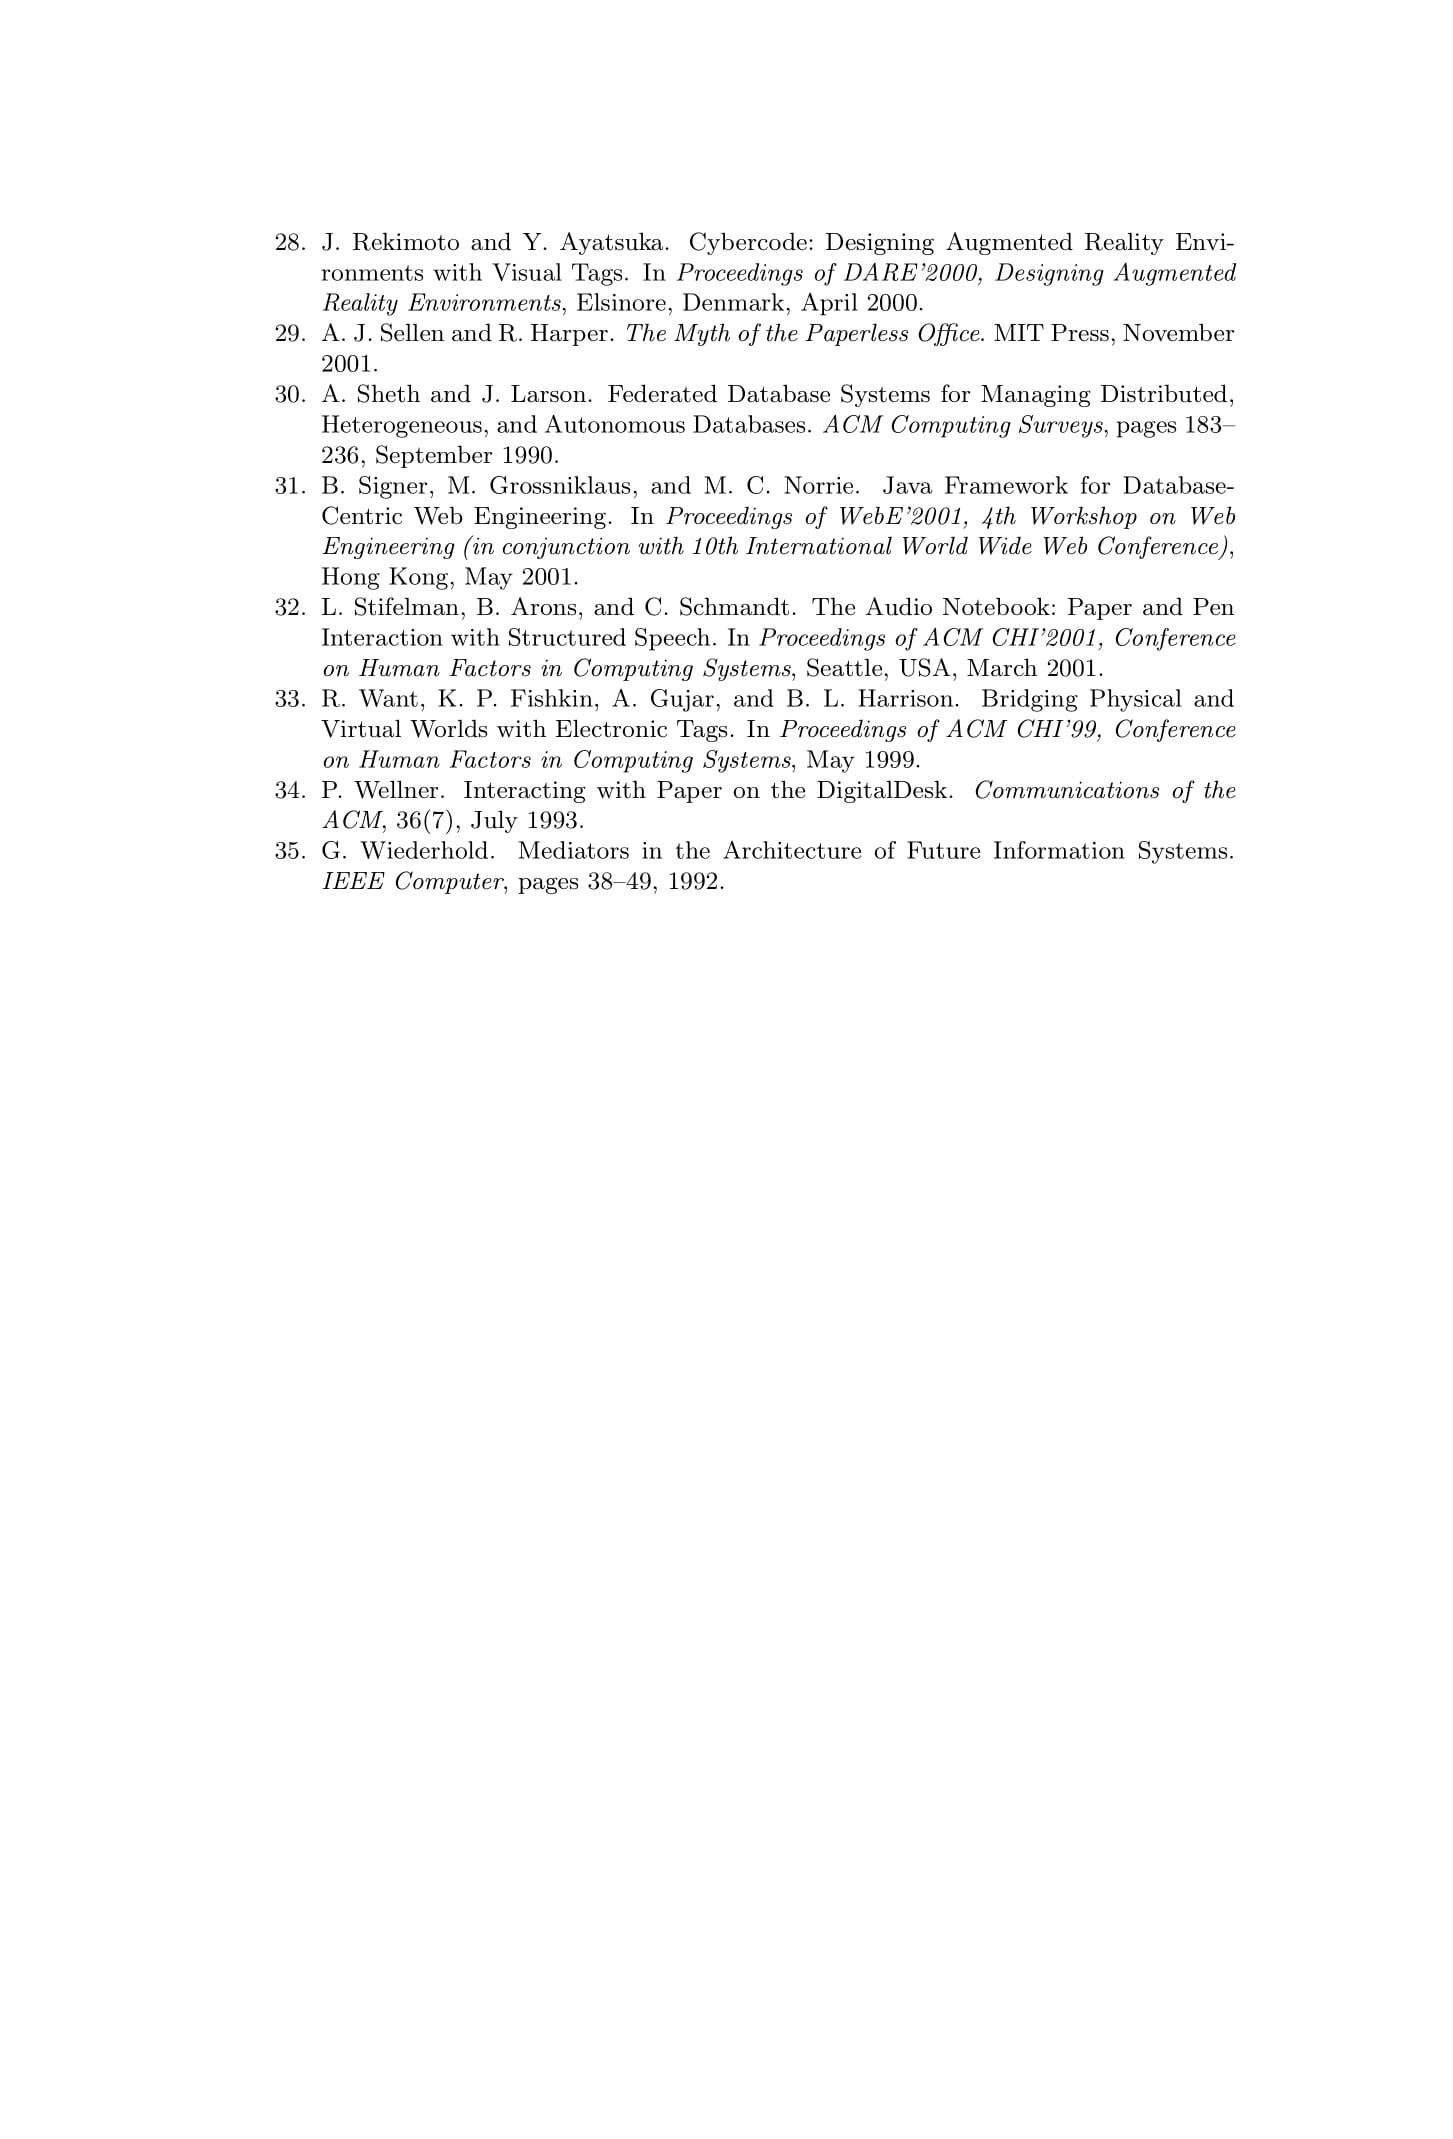 28. J. Rekimoto and Y. Ayatsuka. Cybercode: Designing Augmented Reality Envi-
ronments with Visual Tags. In Proceedings of DARE'2000, Designing Augmented
Reality Environments, Elsinore, Denmark, April 2000.
29. A. J. Sellen and R. Harper. The Myth of the Paperless Office. MIT Press, November
2001.
30. A. Sheth and J. Larson. Federated Database Systems for Managing Distributed,
Heterogeneous, and Autonomous Databases. ACM Computing Surveys, pages 183–
236, September 1990.
31. B. Signer, M. Grossniklaus, and M. C. Norrie. Java Framework for Database-
Centric Web Engineering. In Proceedings of WebE'2001, 4th Workshop on Web
Engineering (in conjunction with 10th International World Wide Web Conference),
Hong Kong, May 2001.
32. L. Stifelman, B. Arons, and C. Schmandt. The Audio Notebook: Paper and Pen
Interaction with Structured Speech. In Proceedings of ACM CHI'2001, Conference
on Human Factors in Computing Systems, Seattle, USA, March 2001.
33. R. Want, K. P. Fishkin, A. Gujar, and B. L. Harrison. Bridging Physical and
Virtual Worlds with Electronic Tags. In Proceedings of ACM CHI'99, Conference
on Human Factors in Computing Systems, May 1999.
34. P. Wellner. Interacting with Paper on the DigitalDesk. Communications of the
ACM, 36(7), July 1993.
35. G. Wiederhold. Mediators in the Architecture of Future Information Systems.
IEEE Computer, pages 38–49, 1992.